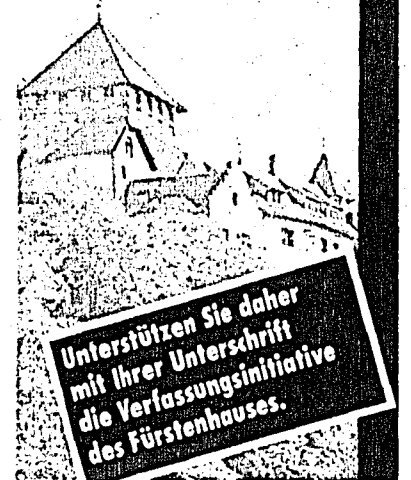 Unterstützen Sie daher
mit Ihrer Unterschrift
die Verfassungsinitiative
des Fürstenhauses.